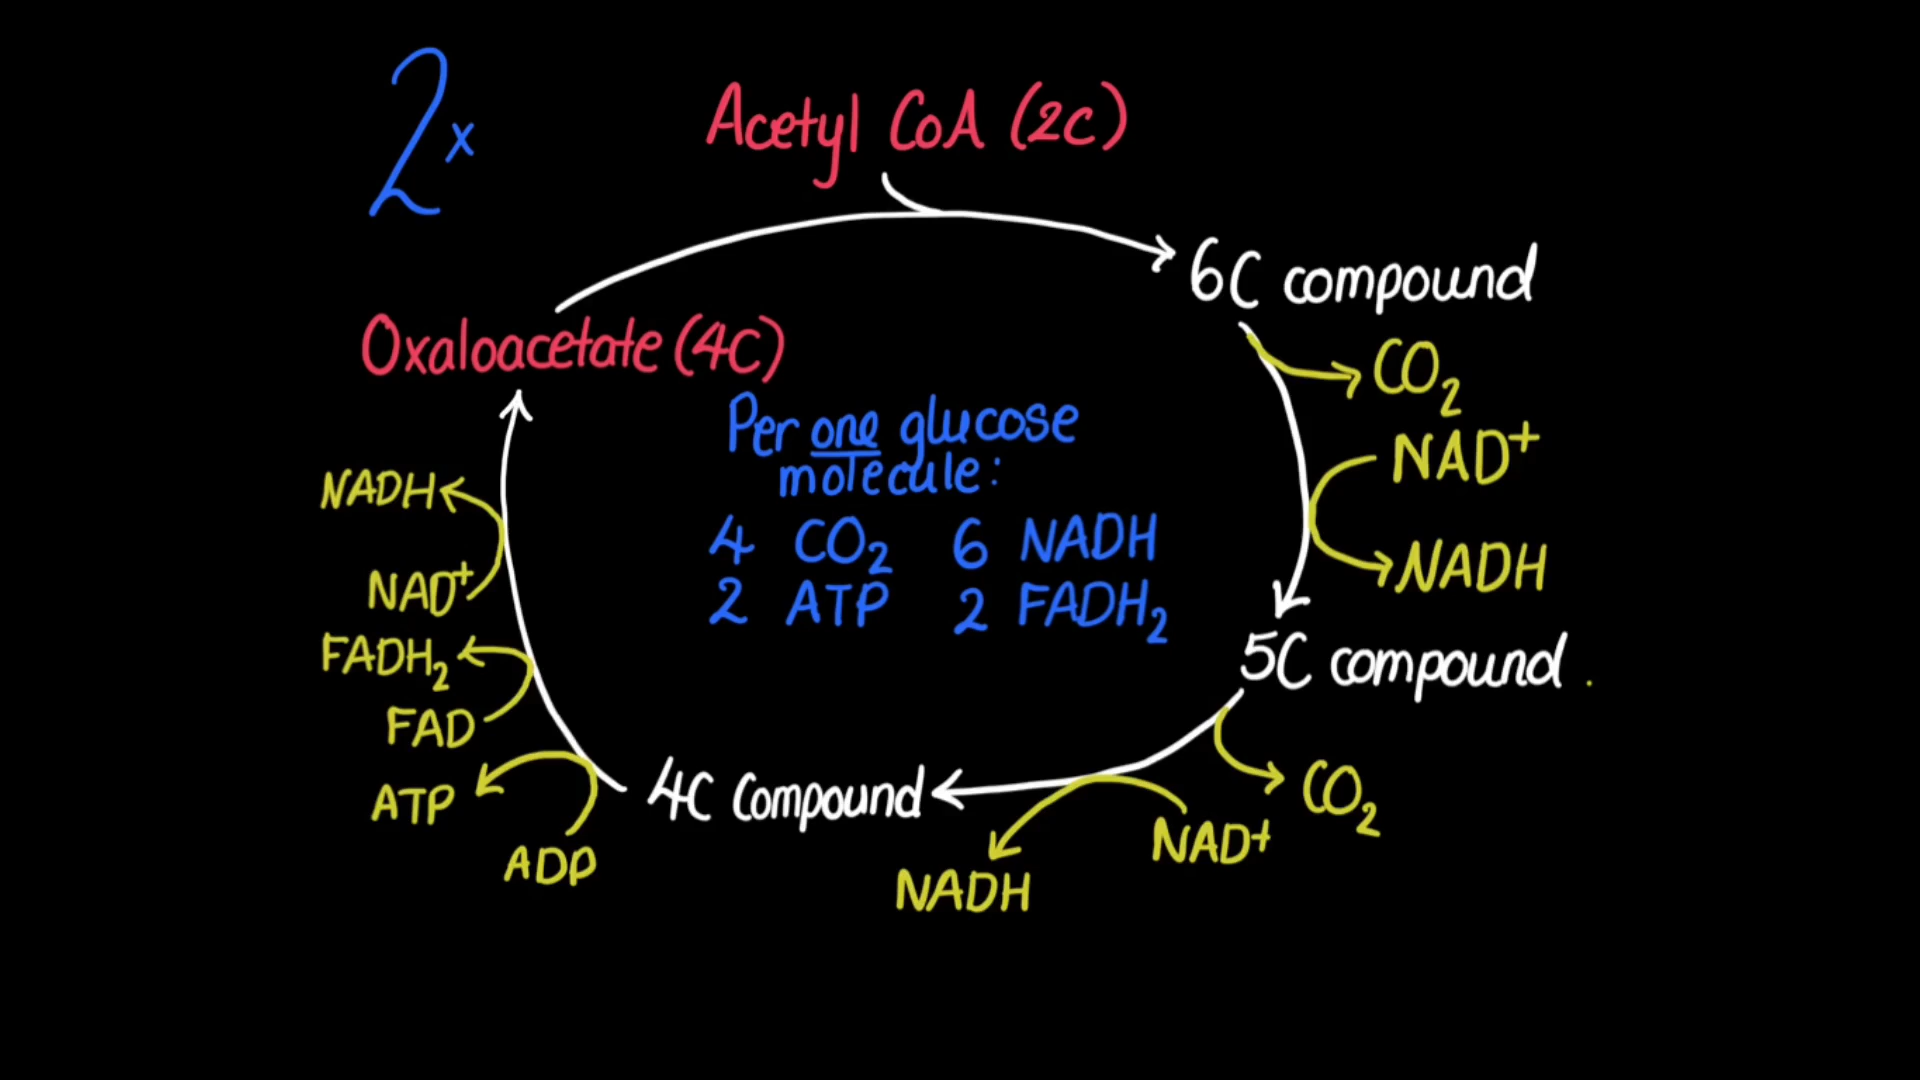 2x
Acetyl CoA (2C)
6C compound
Oxaloacetate (4C)
CO₂
Per one glucose
molecule:
NAD⁺
NADH
4 CO₂ 6 NADH
2 ATP 2 FADH₂
NADH
NAD⁺
FADH₂
FAD
5C compound .
ATP
ADP
4C Compound
CO₂
NAD⁺
NADH